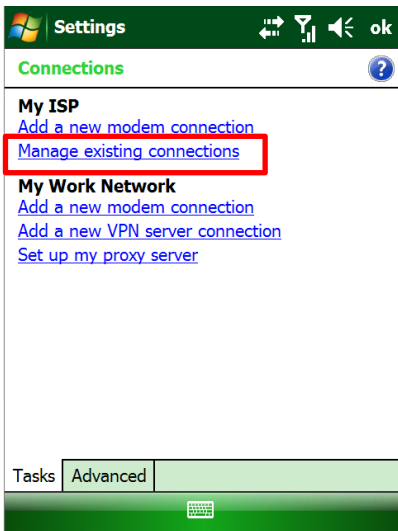 Settings
ok
Connections
?
My ISP
Add a new modem connection
Manage existing connections
My Work Network
Add a new modem connection
Add a new VPN server connection
Set up my proxy server
Tasks Advanced